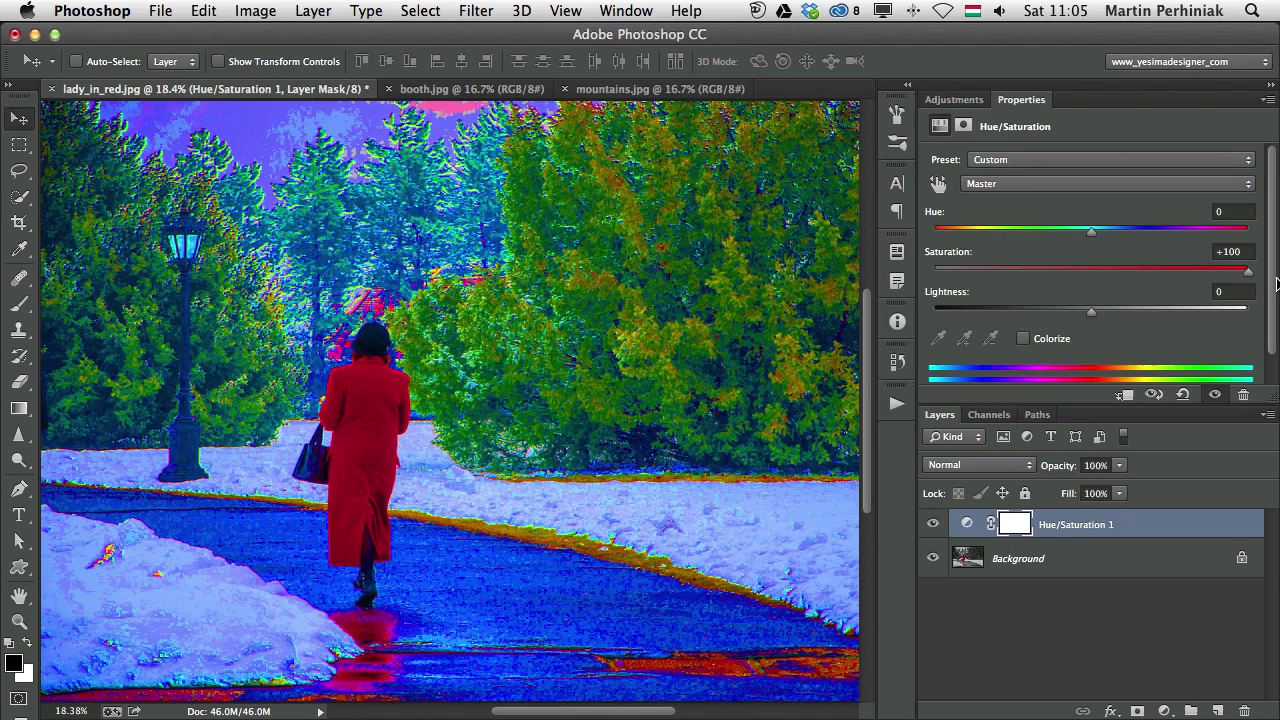 Photoshop File Edit Image Layer Type Select Filter 3D View Window Help 8 Sat 11:05 Martin Perhiniak
Adobe Photoshop CC
Auto-Select: Layer Show Transform Controls 3D Mode: www_yesimadesigner_com
lady_in_red.jpg @ 18.4% (Hue/Saturation 1, Layer Mask/8) * booth.jpg @ 16.7% (RGB/8#) mountains.jpg @ 16.7% (RGB/8#)
Adjustments Properties
Hue/Saturation
Preset: Custom
Master
Hue: 0
Saturation: +100
Lightness: 0
Colorize
Layers Channels Paths
Kind
Normal Opacity: 100%
Lock: Fill: 100%
Hue/Saturation 1
Background
18.38% Doc: 46.0M/46.0M